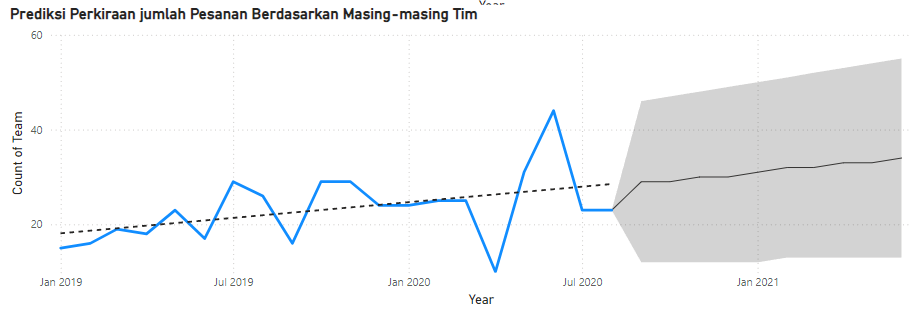 Year
Prediksi Perkiraan jumlah Pesanan Berdasarkan Masing-masing Tim
60
40
20
Count of Team
Jan 2019 Jul 2019 Jan 2020 Jul 2020 Jan 2021
Year